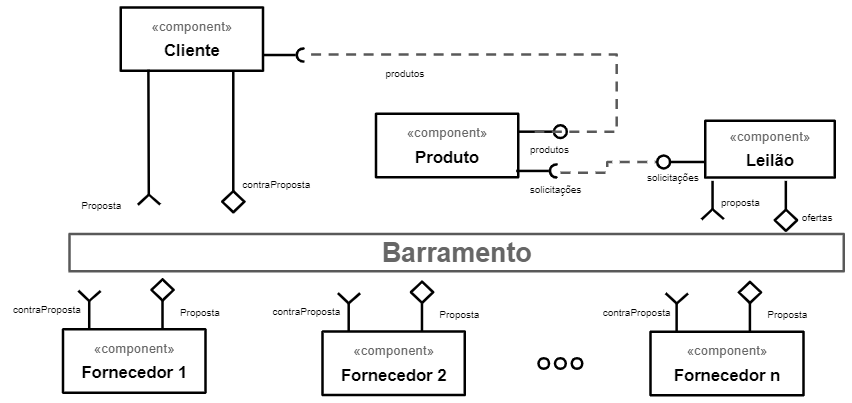 «component»
Cliente
produtos
«component»
Produto
produtos
solicitações
«component»
Leilão
solicitações
Proposta
contraProposta
proposta
ofertas
Barramento
contraProposta
Proposta
«component»
Fornecedor 1
contraProposta
Proposta
«component»
Fornecedor 2
contraProposta
Proposta
«component»
Fornecedor n